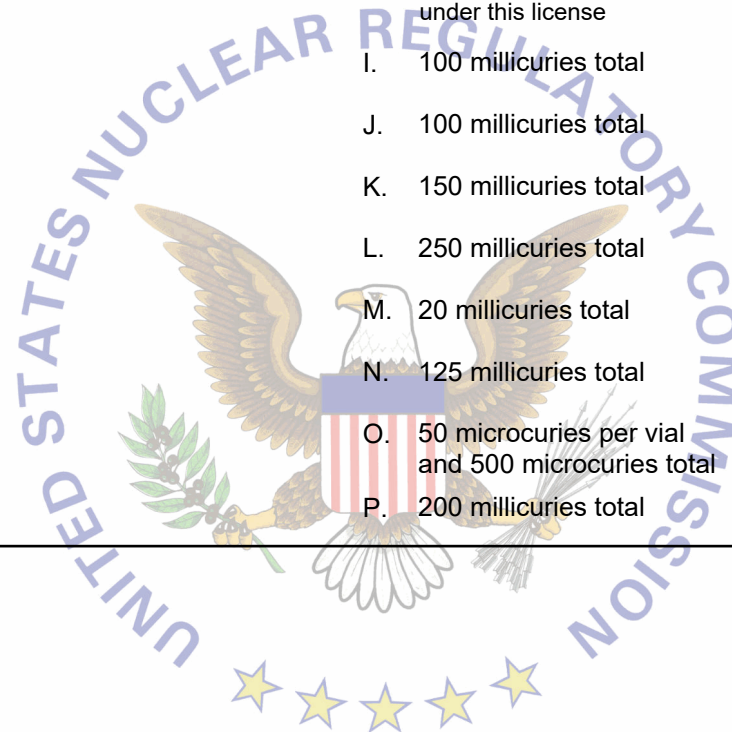 under this license
I. 100 millicuries total
J. 100 millicuries total
K. 150 millicuries total
L. 250 millicuries total
M. 20 millicuries total
N. 125 millicuries total
O. 50 microcuries per vial
and 500 microcuries total
P. 200 millicuries total
UNITED STATES NUCLEAR REGULATORY COMMISSION